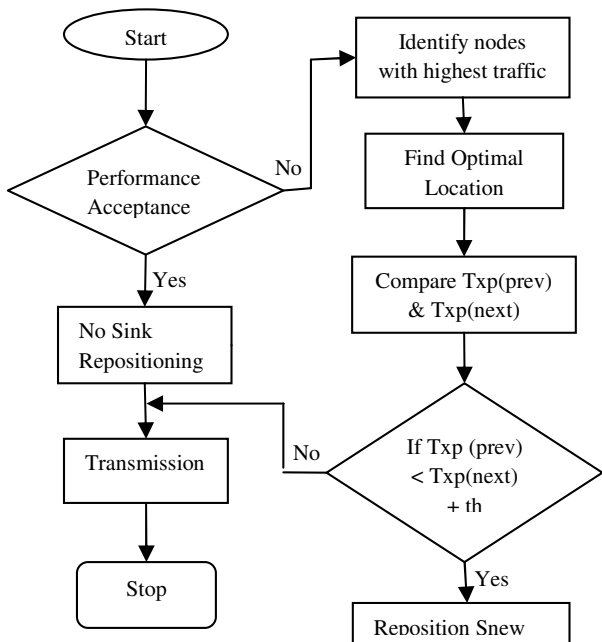 Start
Performance
Acceptance
No
Yes
No Sink
Repositioning
Transmission
Stop
Identify nodes
with highest traffic
Find Optimal
Location
Compare Txp(prev)
& Txp(next)
If Txp (prev)
< Txp(next)
+ th
No
Yes
Reposition Snew